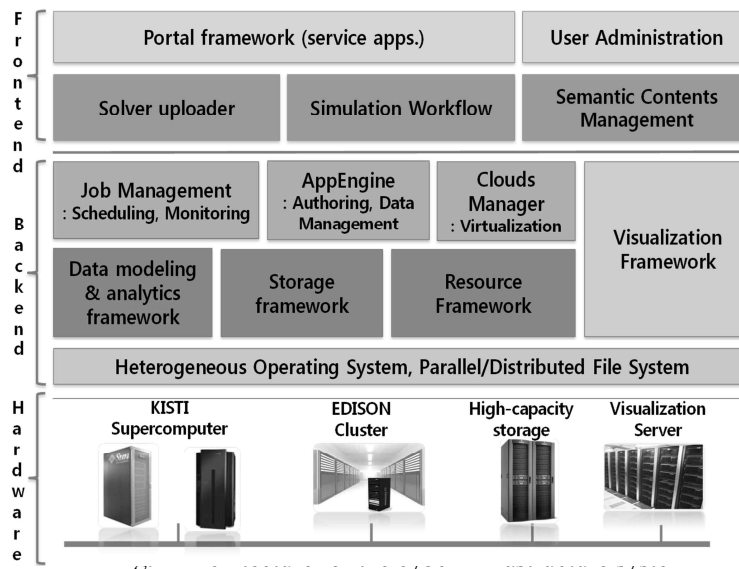 Frontend
Portal framework (service apps.)
User Administration
Solver uploader
Simulation Workflow
Semantic Contents
Management
Backend
Job Management
: Scheduling, Monitoring
AppEngine
: Authoring, Data
Management
Clouds
Manager
: Virtualization
Visualization
Framework
Data modeling
& analytics
framework
Storage
framework
Resource
Framework
Heterogeneous Operating System, Parallel/Distributed File System
Hardware
KISTI
Supercomputer
EDISON
Cluster
High-capacity
storage
Visualization
Server